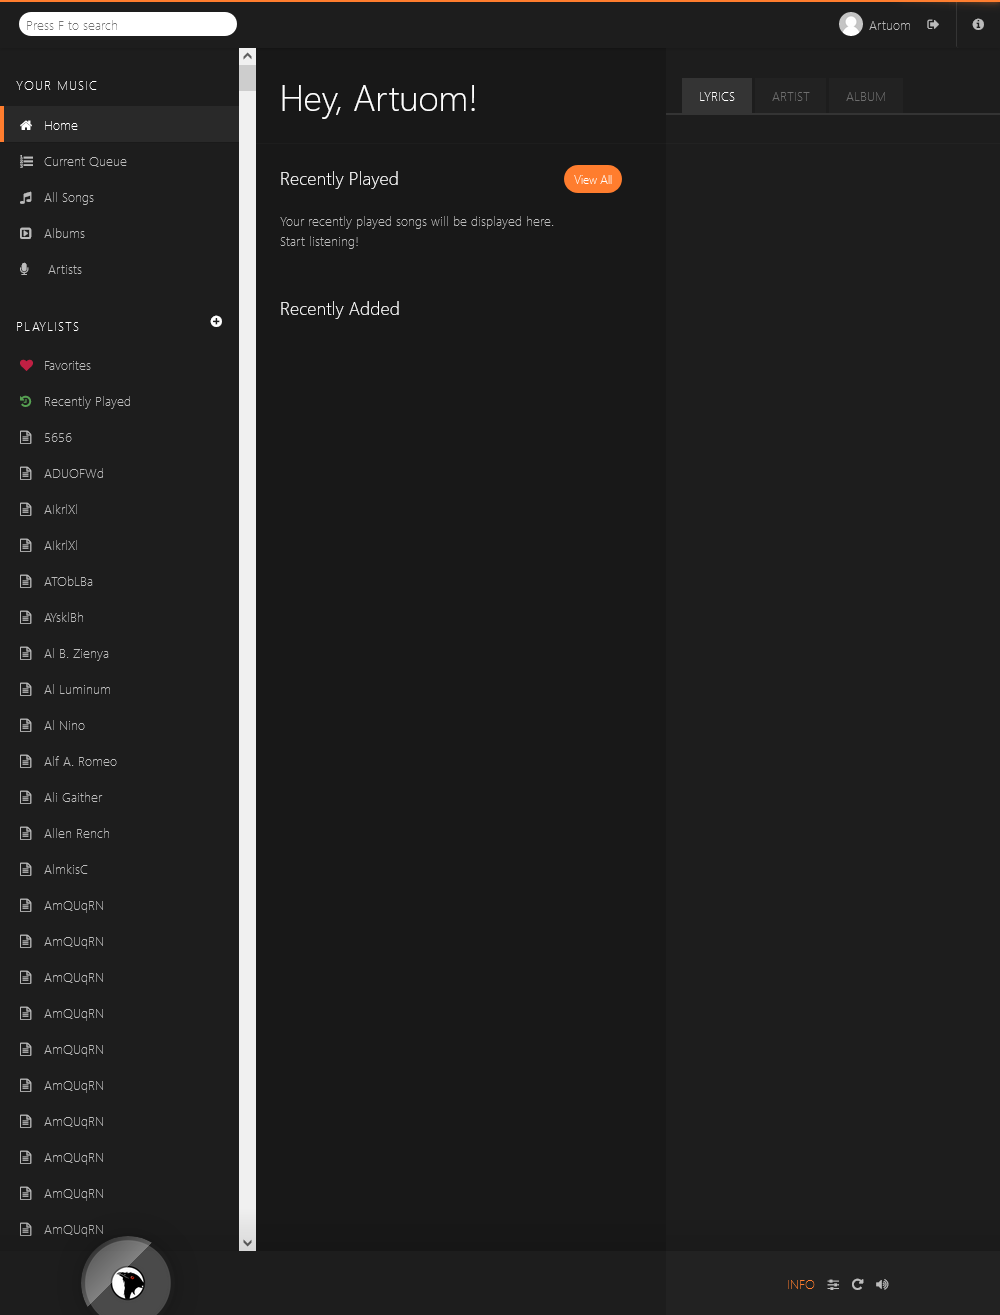 Press F to search
Artuom
YOUR MUSIC
Home
Current Queue
All Songs
Albums
Artists
PLAYLISTS
Favorites
Recently Played
5656
ADUOFWd
AIkrlXl
AIkrlXl
ATObLBa
AYsklBh
Al B. Zienya
Al Luminum
Al Nino
Alf A. Romeo
Ali Gaither
Allen Rench
AlmkisC
AmQUqRN
AmQUqRN
AmQUqRN
AmQUqRN
AmQUqRN
AmQUqRN
AmQUqRN
AmQUqRN
AmQUqRN
AmQUqRN
Hey, Artuom!
Recently Played
View All
Your recently played songs will be displayed here.
Start listening!
Recently Added
LYRICS
ARTIST
ALBUM
INFO